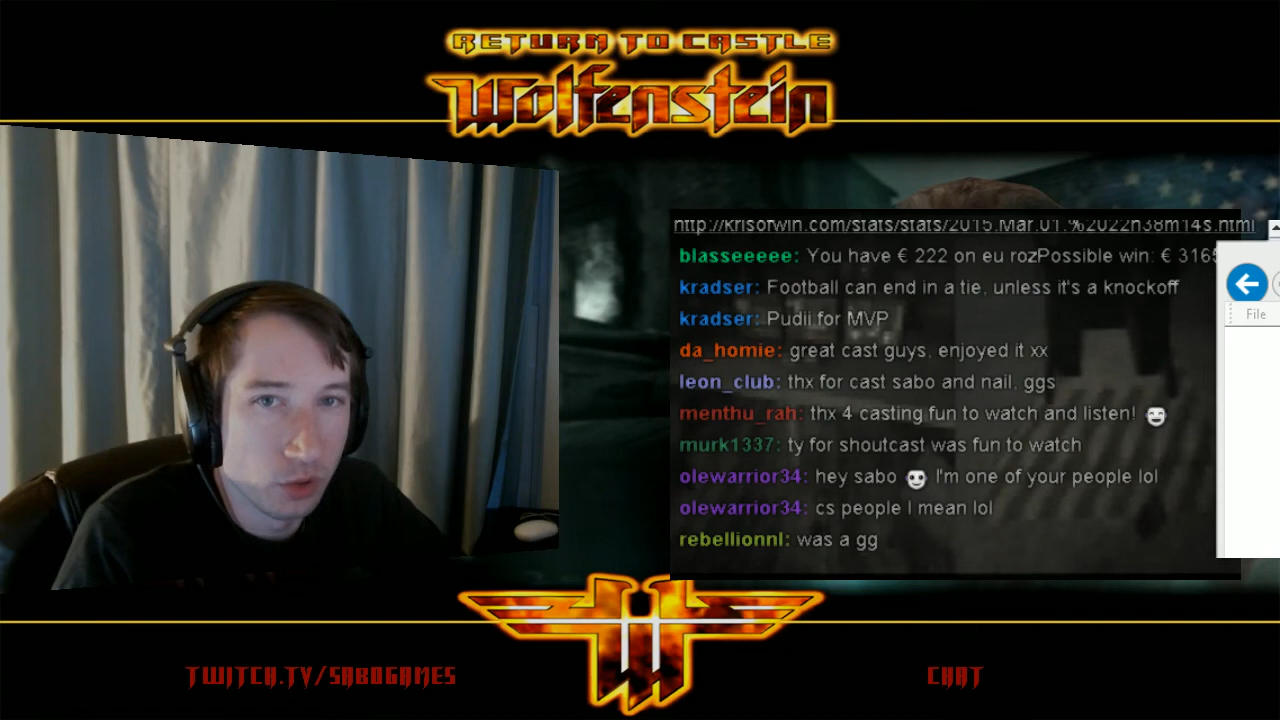 RETURN TO CASTLE
Wolfenstein
http://krisofwin.com/stats/stats/2015.Mar.01.%2022h38m14s.html
blasseeeee: You have € 222 on eu rozPossible win: € 3165
kradser: Football can end in a tie, unless it's a knockoff
kradser: Pudii for MVP
File
da_homie: great cast guys, enjoyed it xx
leon_club: thx for cast sabo and nail, ggs
menthu_rah: thx 4 casting fun to watch and listen!
murk1337: ty for shoutcast was fun to watch
olewarrior34: hey sabo I'm one of your people lol
olewarrior34: cs people I mean lol
rebellionnl: was a gg
TWITCH.TV/SABOGAMES
CHAT